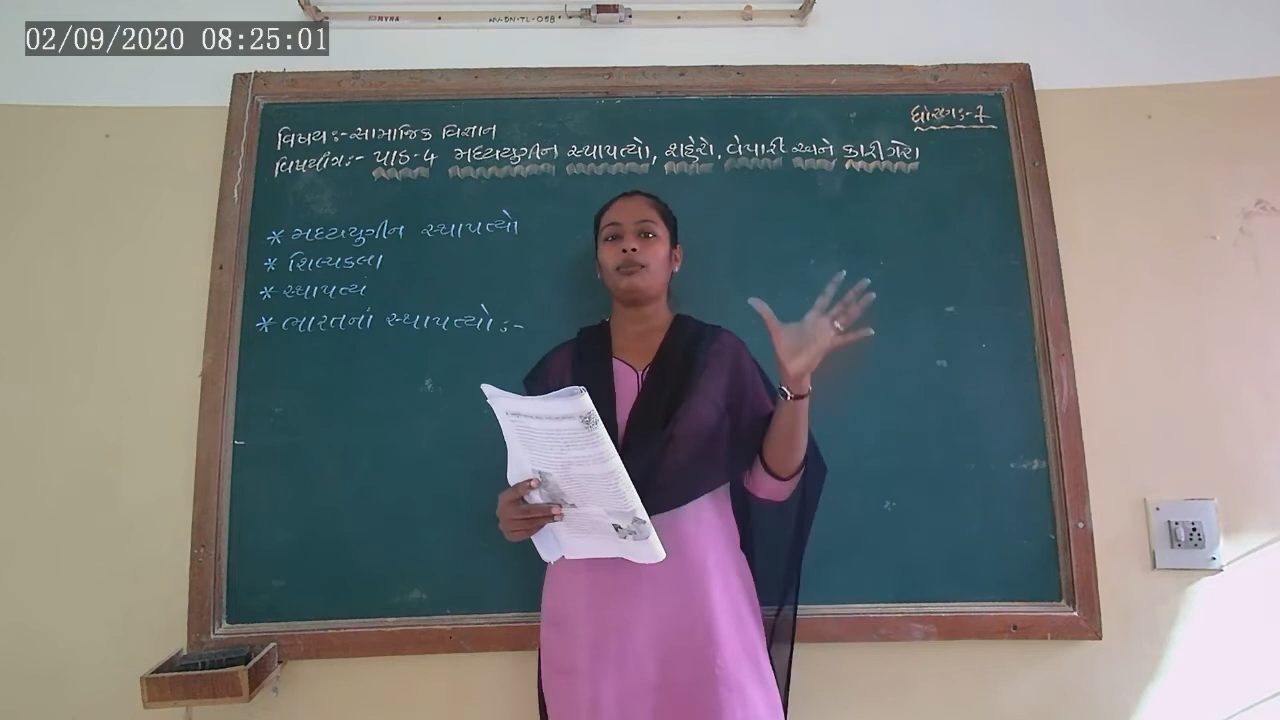 02/09/2020 08:25:01
ધોરણઃ-7
વિષયઃ-સામાજિક વિજ્ઞાન
વિષયાંગઃ- પાઠ-4 મધ્યયુગીન સ્થાપત્યો, શહેરો, વેપારી અને કારીગરો
* મધ્યયુગીન સ્થાપત્યો
* શિલ્પકલા
* સ્થાપત્ય
* ભારતનાં સ્થાપત્યો:-